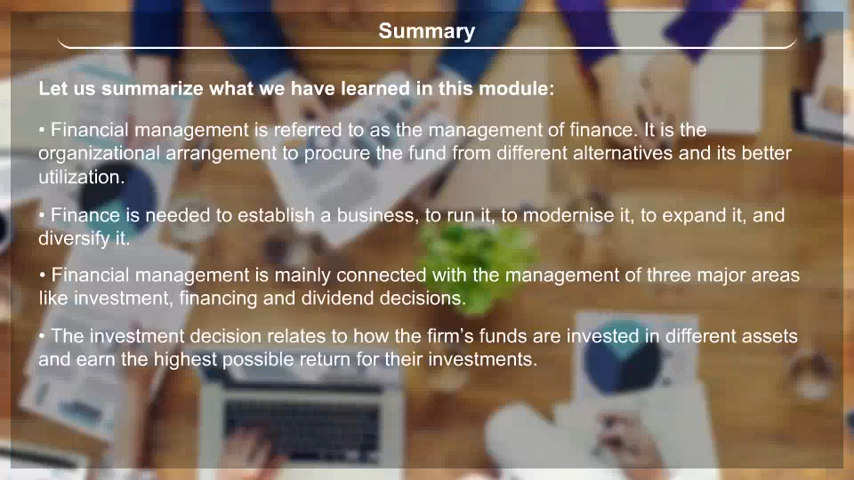 Summary
Let us summarize what we have learned in this module:
• Financial management is referred to as the management of finance. It is the
organizational arrangement to procure the fund from different alternatives and its better
utilization.
• Finance is needed to establish a business, to run it, to modernise it, to expand it, and
diversify it.
• Financial management is mainly connected with the management of three major areas
like investment, financing and dividend decisions.
• The investment decision relates to how the firm's funds are invested in different assets
and earn the highest possible return for their investments.